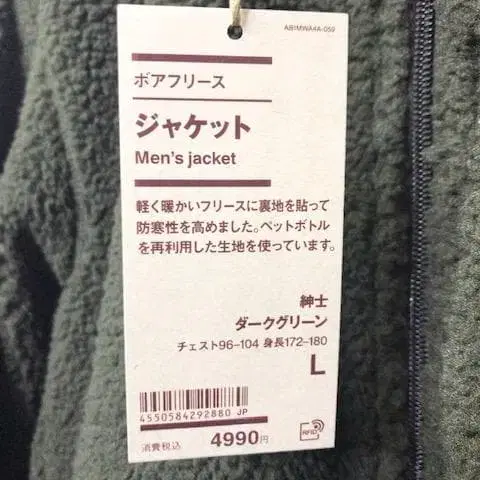 AB1MWA4A-059
ボアフリース
ジャケット
Men's jacket
軽く暖かいフリースに裏地を貼って
防寒性を高めました。ペットボトル
を再利用した生地を使っています。
紳士
ダークグリーン
チェスト96-104 身長172-180
L
4550584292880 JP
消費税込 4990円
RFID